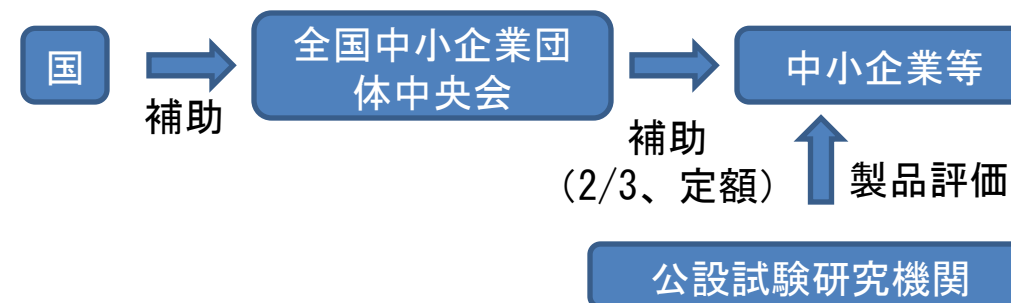 国
補助
全国中小企業団
体中央会
補助
（2/3、定額）
中小企業等
製品評価
公設試験研究機関